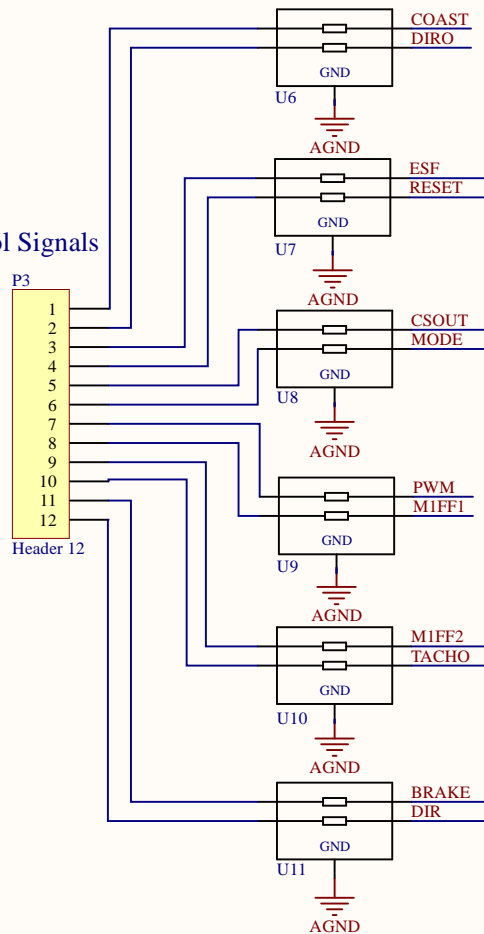 COAST
DIRO
GND
U6
AGND
ESF
RESET
GND
U7
AGND
ol Signals
P3
1
2
3
4
5
6
7
8
9
10
11
12
Header 12
CSOUT
MODE
GND
U8
AGND
PWM
M1FF1
GND
U9
AGND
M1FF2
TACHO
GND
U10
AGND
BRAKE
DIR
GND
U11
AGND